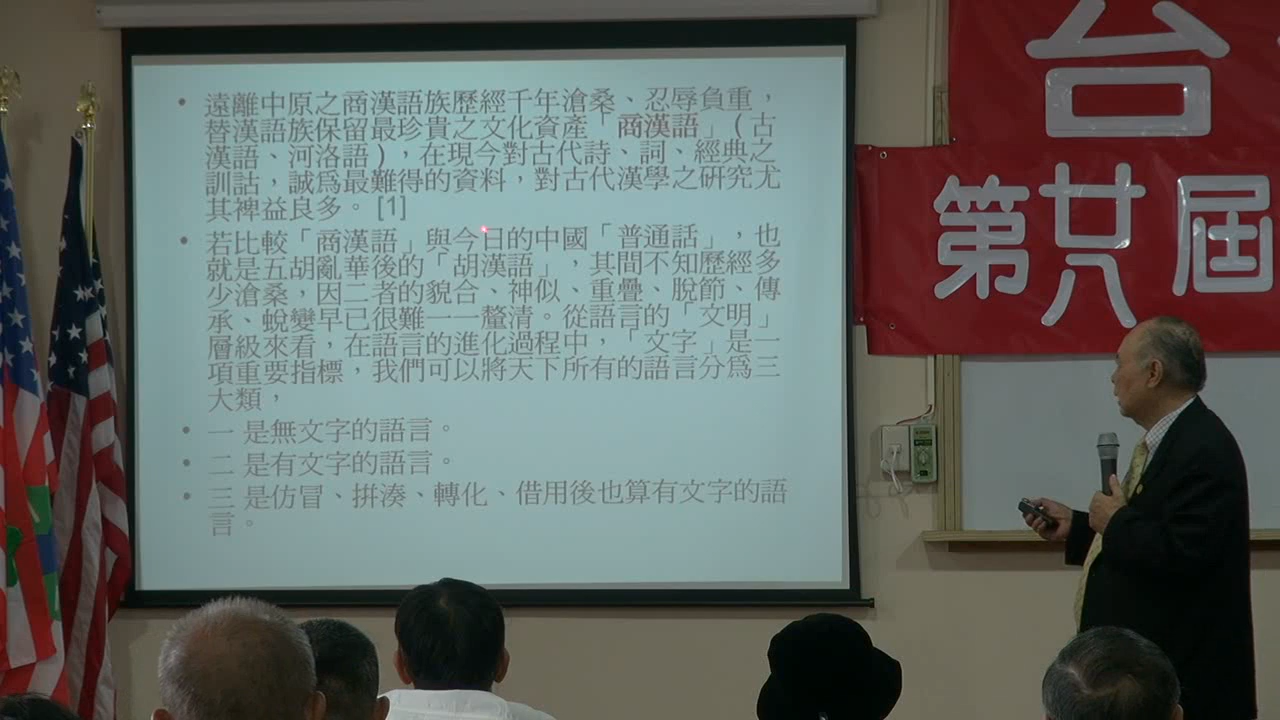 • 遠離中原之商漢語族歷經千年滄桑、忍辱負重，
替漢語族保留最珍貴之文化資產「商漢語」(古
漢語、河洛語)，在現今對古代詩、詞、經典之
訓詁，誠為最難得的資料，對古代漢學之研究尤
其裨益良多。 [1]
• 若比較「商漢語」與今日的中國「普通話」，也
就是五胡亂華後的「胡漢語」，其間不知歷經多
少滄桑，因二者的貌合、神似、重疊、脫節、傳
承、蛻變早已很難一一釐清。從語言的「文明」
層級來看，在語言的進化過程中，「文字」是一
項重要指標，我們可以將天下所有的語言分為三
大類，
• 一 是無文字的語言。
• 二 是有文字的語言。
• 三 是仿冒、拼湊、轉化、借用後也算有文字的語
言。
台
第廿八屆